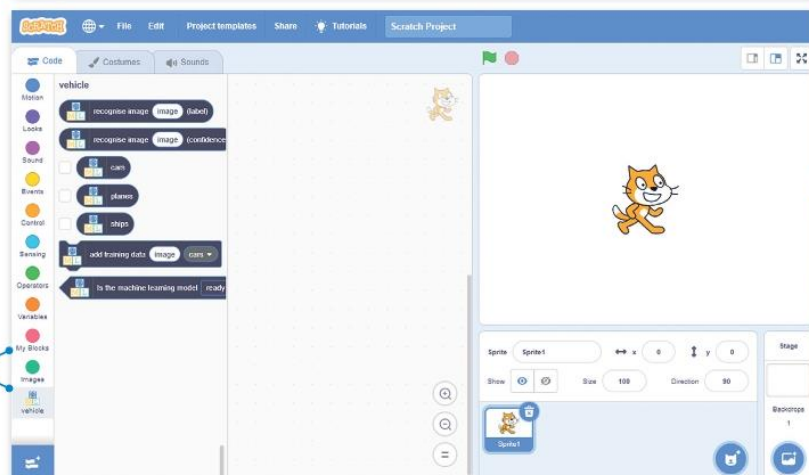 SCRATCH File Edit Project templates Share Tutorials Scratch Project
Code Costumes Sounds
Motion
Looks
Sound
Events
Control
Sensing
Operators
Variables
My Blocks
Images
vehicle
vehicle
recognise image image (label)
recognise image image (confidence
cars
planes
ships
add training data image cars
Is the machine learning model ready
Sprite Sprite1 x 0 y 0
Show Size 100 Direction 90
Sprite1
Stage
Backdrops
1